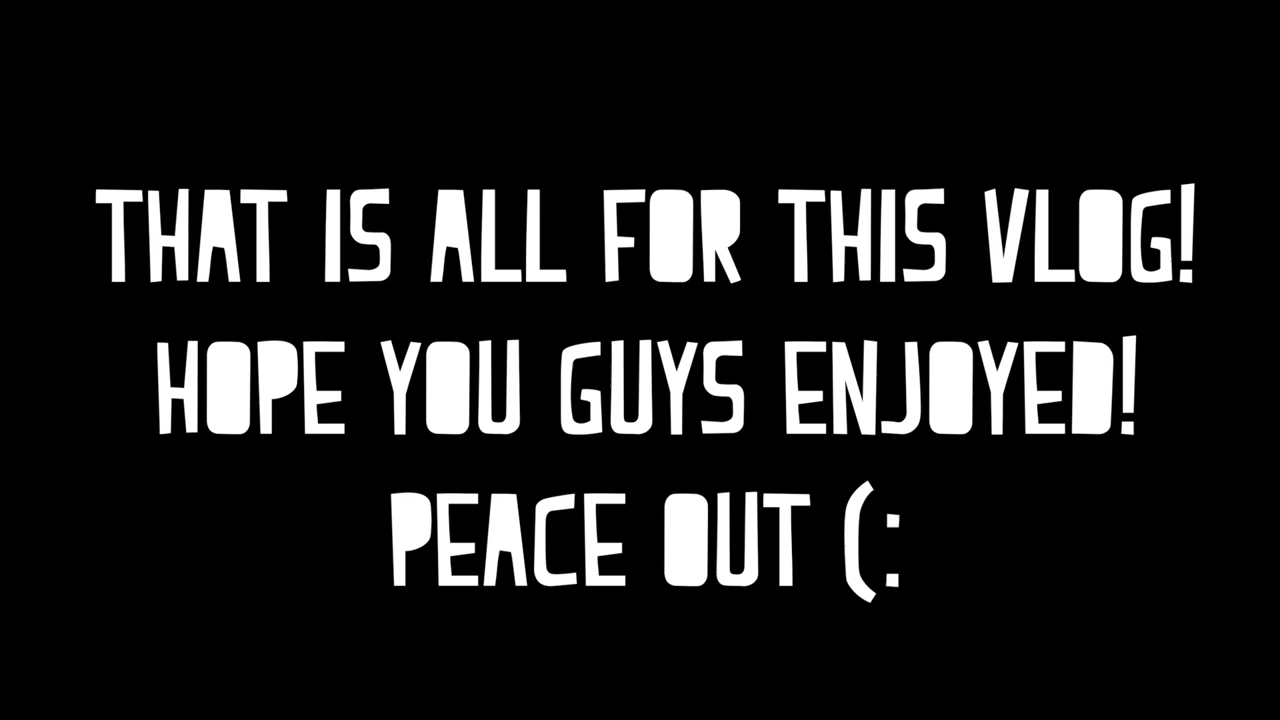 THAT IS ALL FOR THIS VLOG!
HOPE YOU GUYS ENJOYED!
PEACE OUT (: